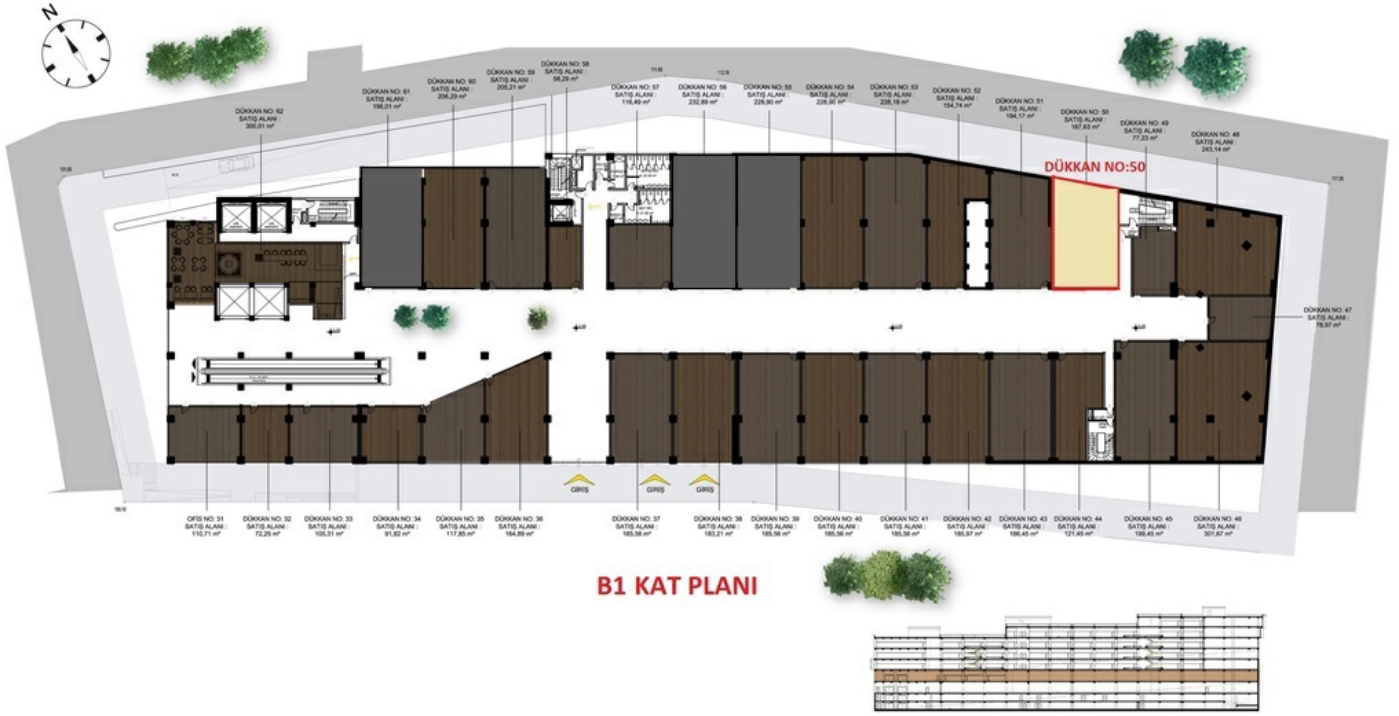 N
DÜKKAN NO: 62
SATIŞ ALANI :
300,01 m²
DÜKKAN NO: 61
SATIŞ ALANI :
198,01 m²
DÜKKAN NO: 60
SATIŞ ALANI :
206,29 m²
DÜKKAN NO: 59
SATIŞ ALANI :
205,21 m²
DÜKKAN NO: 58
SATIŞ ALANI :
58,29 m²
DÜKKAN NO: 57
SATIŞ ALANI :
116,49 m²
DÜKKAN NO: 56
SATIŞ ALANI :
232,89 m²
DÜKKAN NO: 55
SATIŞ ALANI :
228,90 m²
DÜKKAN NO: 54
SATIŞ ALANI :
228,90 m²
DÜKKAN NO: 53
SATIŞ ALANI :
228,18 m²
DÜKKAN NO: 52
SATIŞ ALANI :
154,74 m²
DÜKKAN NO: 51
SATIŞ ALANI :
194,17 m²
DÜKKAN NO: 50
SATIŞ ALANI :
167,63 m²
DÜKKAN NO: 49
SATIŞ ALANI :
77,23 m²
DÜKKAN NO: 48
SATIŞ ALANI :
243,14 m²
DÜKKAN NO:50
DÜKKAN NO: 47
SATIŞ ALANI :
78,97 m²
GİRİŞ
GİRİŞ
GİRİŞ
OFİS NO: 31
SATIŞ ALANI :
110,71 m²
DÜKKAN NO: 32
SATIŞ ALANI :
72,25 m²
DÜKKAN NO: 33
SATIŞ ALANI :
105,31 m²
DÜKKAN NO: 34
SATIŞ ALANI :
91,82 m²
DÜKKAN NO: 35
SATIŞ ALANI :
117,85 m²
DÜKKAN NO: 36
SATIŞ ALANI :
164,89 m²
DÜKKAN NO: 37
SATIŞ ALANI :
185,56 m²
DÜKKAN NO: 38
SATIŞ ALANI :
183,21 m²
DÜKKAN NO: 39
SATIŞ ALANI :
185,56 m²
DÜKKAN NO: 40
SATIŞ ALANI :
185,56 m²
DÜKKAN NO: 41
SATIŞ ALANI :
185,56 m²
DÜKKAN NO: 42
SATIŞ ALANI :
185,97 m²
DÜKKAN NO: 43
SATIŞ ALANI :
186,45 m²
DÜKKAN NO: 44
SATIŞ ALANI :
121,45 m²
DÜKKAN NO: 45
SATIŞ ALANI :
199,45 m²
DÜKKAN NO: 46
SATIŞ ALANI :
301,67 m²
B1 KAT PLANI